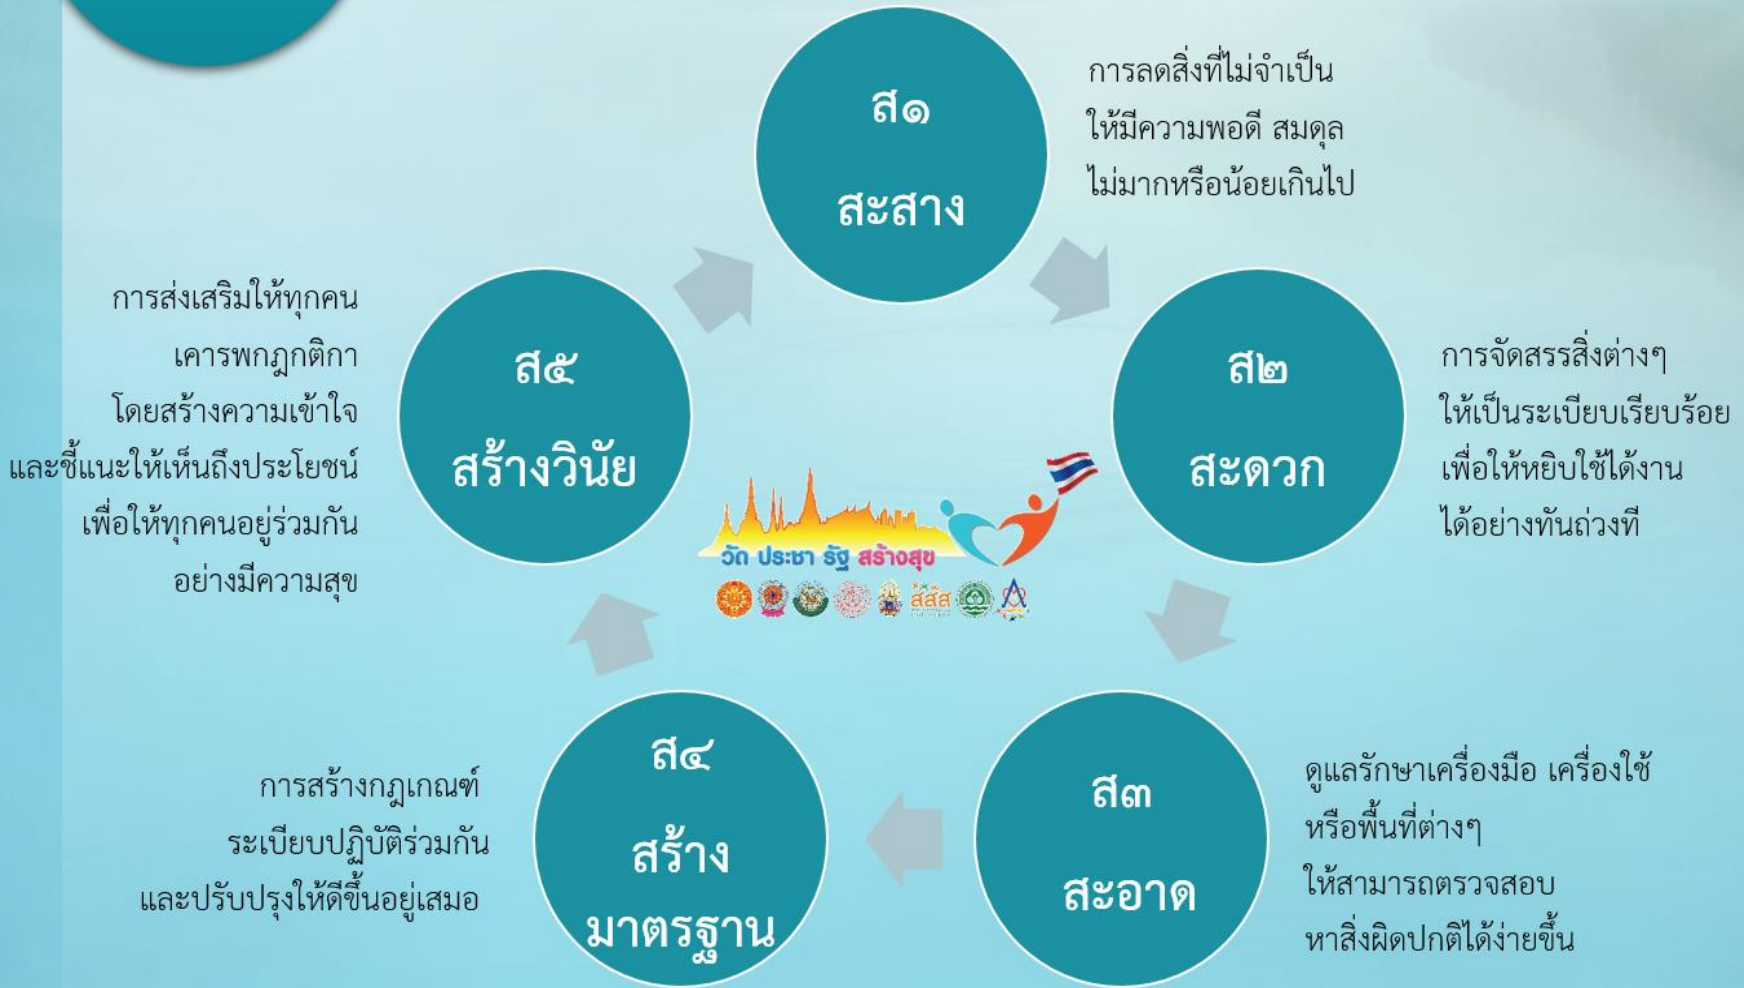 ส๑
สะสาง
การลดสิ่งที่ไม่จำเป็น
ให้มีความพอดี สมดุล
ไม่มากหรือน้อยเกินไป
ส๒
สะดวก
การจัดสรรสิ่งต่างๆ
ให้เป็นระเบียบเรียบร้อย
เพื่อให้หยิบใช้ได้งาน
ได้อย่างทันถ่วงที
ส๓
สะอาด
ดูแลรักษาเครื่องมือ เครื่องใช้
หรือพื้นที่ต่างๆ
ให้สามารถตรวจสอบ
หาสิ่งผิดปกติได้ง่ายขึ้น
ส๔
สร้าง
มาตรฐาน
การสร้างกฎเกณฑ์
ระเบียบปฏิบัติร่วมกัน
และปรับปรุงให้ดีขึ้นอยู่เสมอ
ส๕
สร้างวินัย
การส่งเสริมให้ทุกคน
เคารพกฎกติกา
โดยสร้างความเข้าใจ
และชี้แนะให้เห็นถึงประโยชน์
เพื่อให้ทุกคนอยู่ร่วมกัน
อย่างมีความสุข
วัด ประชา รัฐ สร้างสุข
สสส